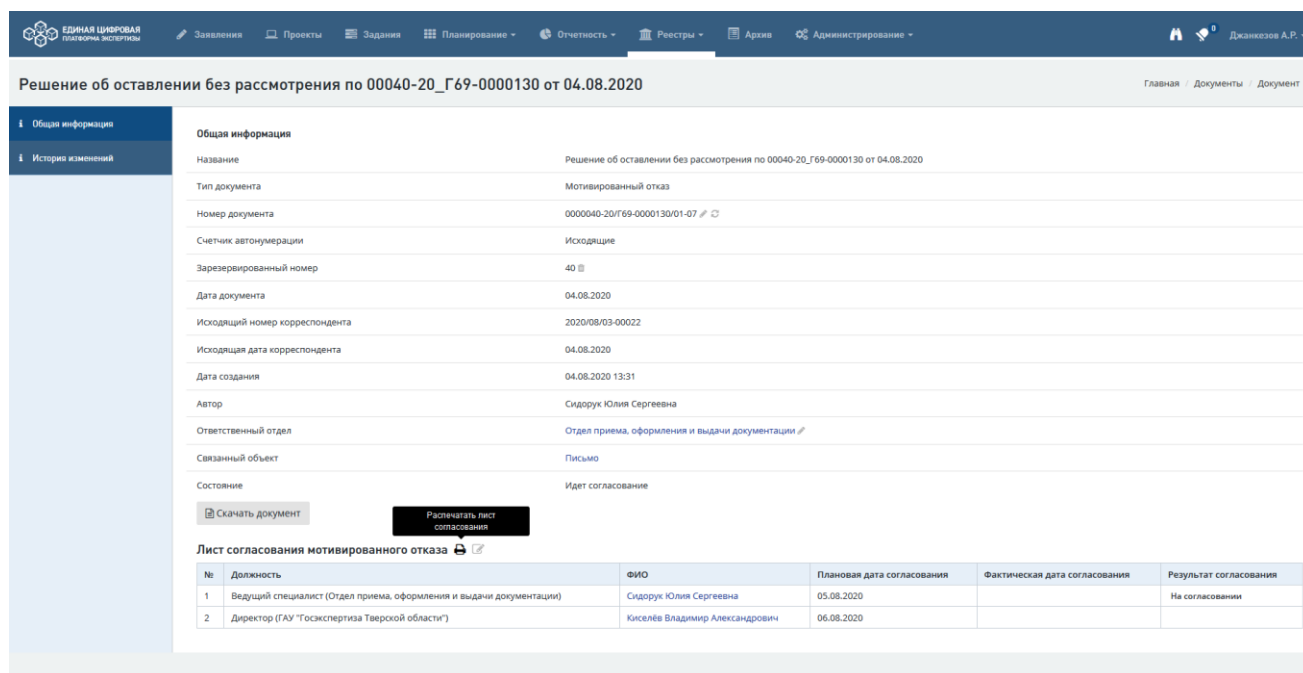 ЕДИНАЯ ЦИФРОВАЯ
ПЛАТФОРМА ЭКСПЕРТИЗЫ
Заявления Проекты Задания Планирование Отчетность Реестры Архив Администрирование 0 Джанкезов А.Р.
Решение об оставлении без рассмотрения по 00040-20_Г69-0000130 от 04.08.2020 Главная / Документы / Документ
Общая информация
История изменений
Общая информация
Название Решение об оставлении без рассмотрения по 00040-20_Г69-0000130 от 04.08.2020
Тип документа Мотивированный отказ
Номер документа 0000040-20/Г69-0000130/01-07
Счетчик автонумерации Исходящие
Зарезервированный номер 40
Дата документа 04.08.2020
Исходящий номер корреспондента 2020/08/03-00022
Исходящая дата корреспондента 04.08.2020
Дата создания 04.08.2020 13:31
Автор Сидорук Юлия Сергеевна
Ответственный отдел Отдел приема, оформления и выдачи документации
Связанный объект Письмо
Состояние Идет согласование
Скачать документ
Распечатать лист
согласования
Лист согласования мотивированного отказа
№ Должность ФИО Плановая дата согласования Фактическая дата согласования Результат согласования
1 Ведущий специалист (Отдел приема, оформления и выдачи документации) Сидорук Юлия Сергеевна 05.08.2020 На согласовании
2 Директор (ГАУ "Госэкспертиза Тверской области") Киселёв Владимир Александрович 06.08.2020